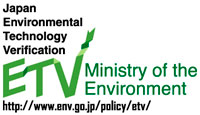 Japan
Environmental
Technology
Verification
ETV Ministry of the
Environment
http://www.env.go.jp/policy/etv/